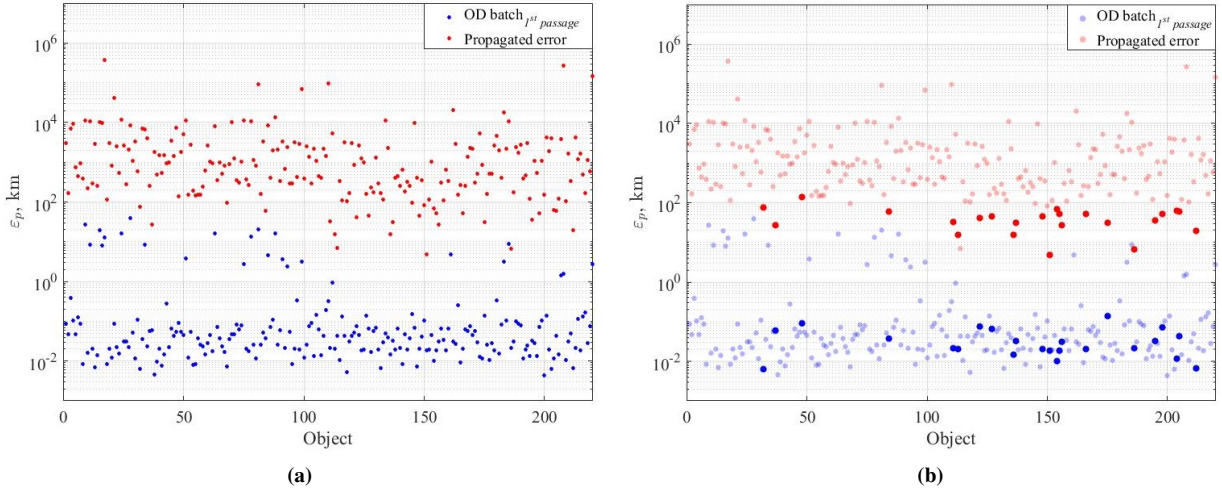 OD batch 1st passage
Propagated error
10^6
10^4
10^2
10^0
10^-2
ε_p, km
0 50 100 150 200
Object
(a)
OD batch 1st passage
Propagated error
10^6
10^4
10^2
10^0
10^-2
ε_p, km
0 50 100 150 200
Object
(b)